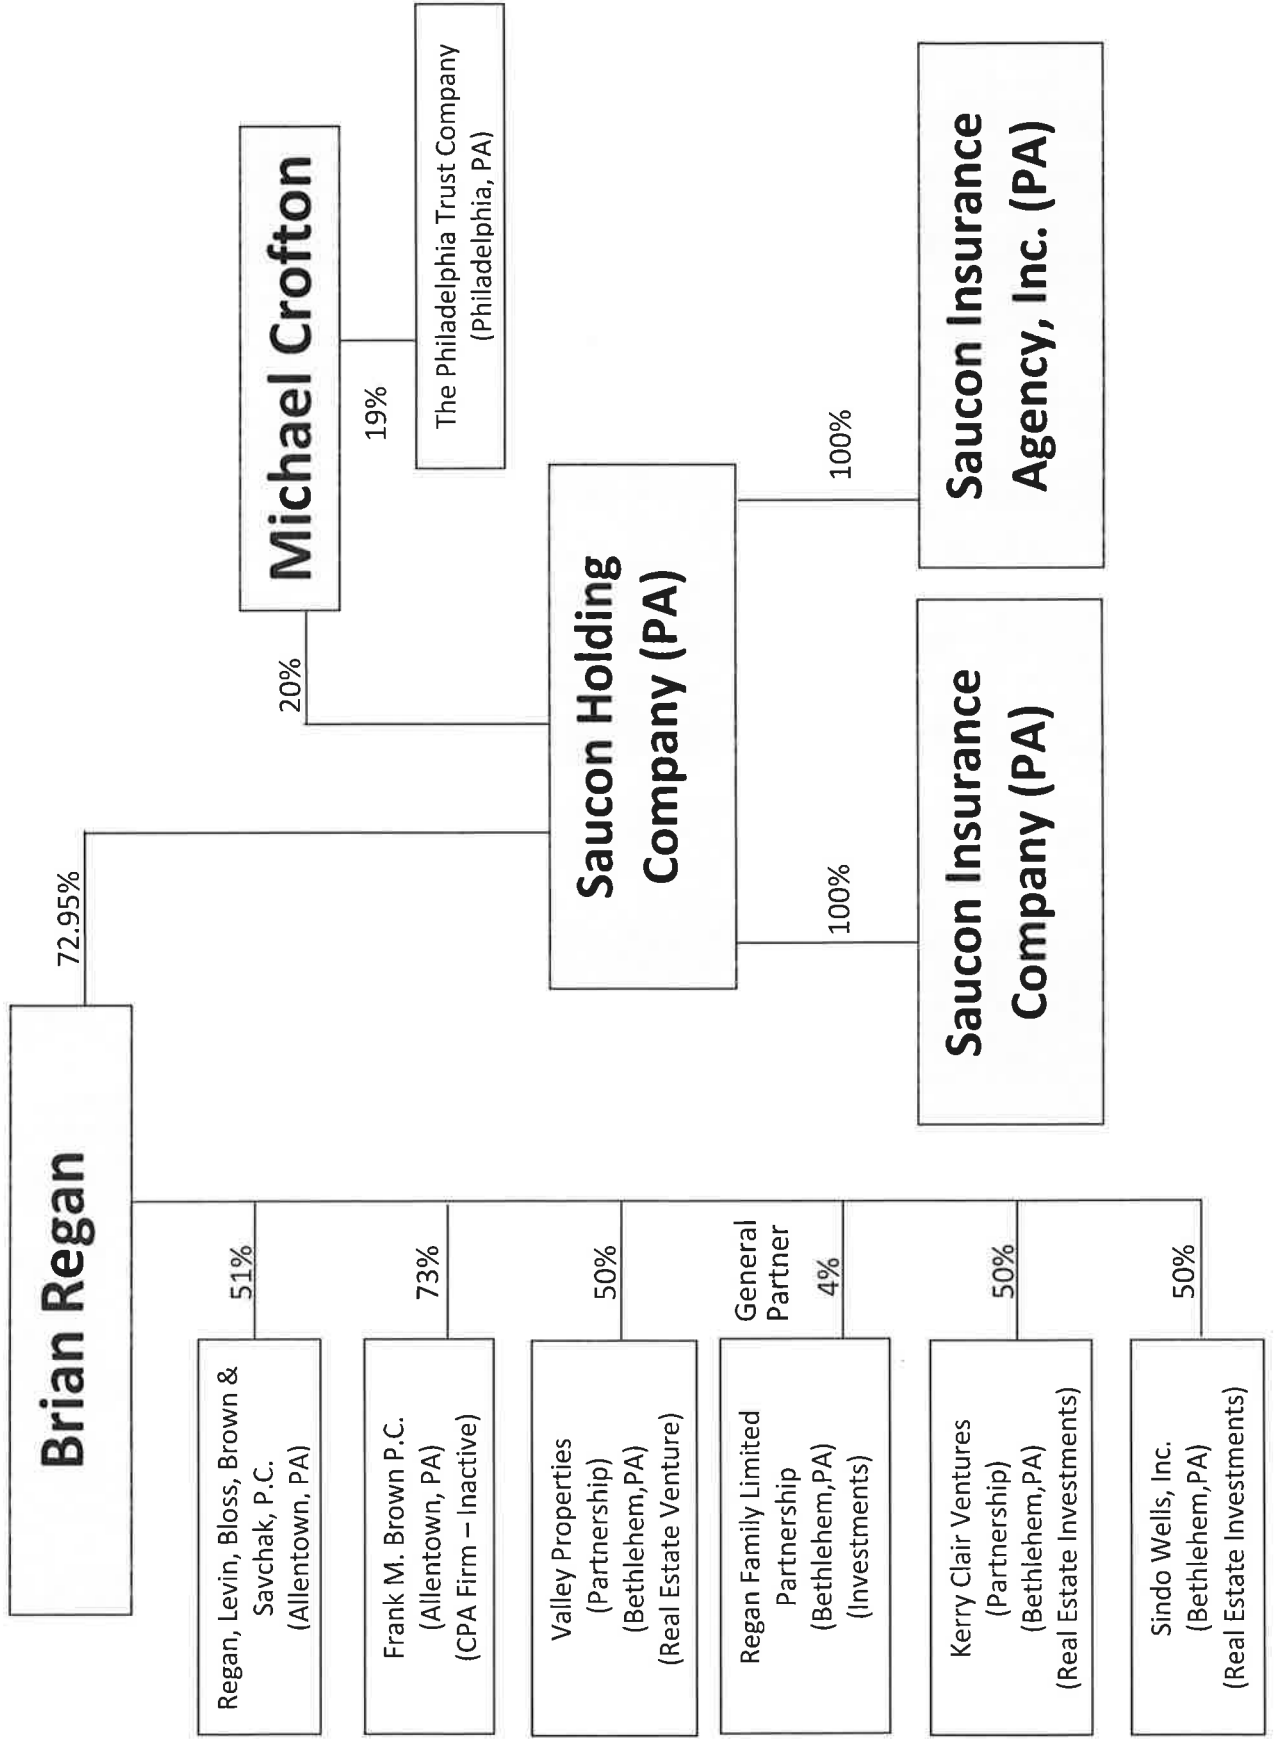 Brian Regan
72.95%
Michael Crofton
20%
19%
The Philadelphia Trust Company
(Philadelphia, PA)
Saucon Holding
Company (PA)
100%
100%
Saucon Insurance
Company (PA)
Saucon Insurance
Agency, Inc. (PA)
Regan, Levin, Bloss, Brown &
Savchak, P.C.
(Allentown, PA)
51%
Frank M. Brown P.C.
(Allentown, PA)
(CPA Firm – Inactive)
73%
Valley Properties
(Partnership)
(Bethlehem,PA)
(Real Estate Venture)
50%
Regan Family Limited
Partnership
(Bethlehem,PA)
(Investments)
General
Partner
4%
Kerry Clair Ventures
(Partnership)
(Bethlehem,PA)
(Real Estate Investments)
50%
Sindo Wells, Inc.
(Bethlehem,PA)
(Real Estate Investments)
50%